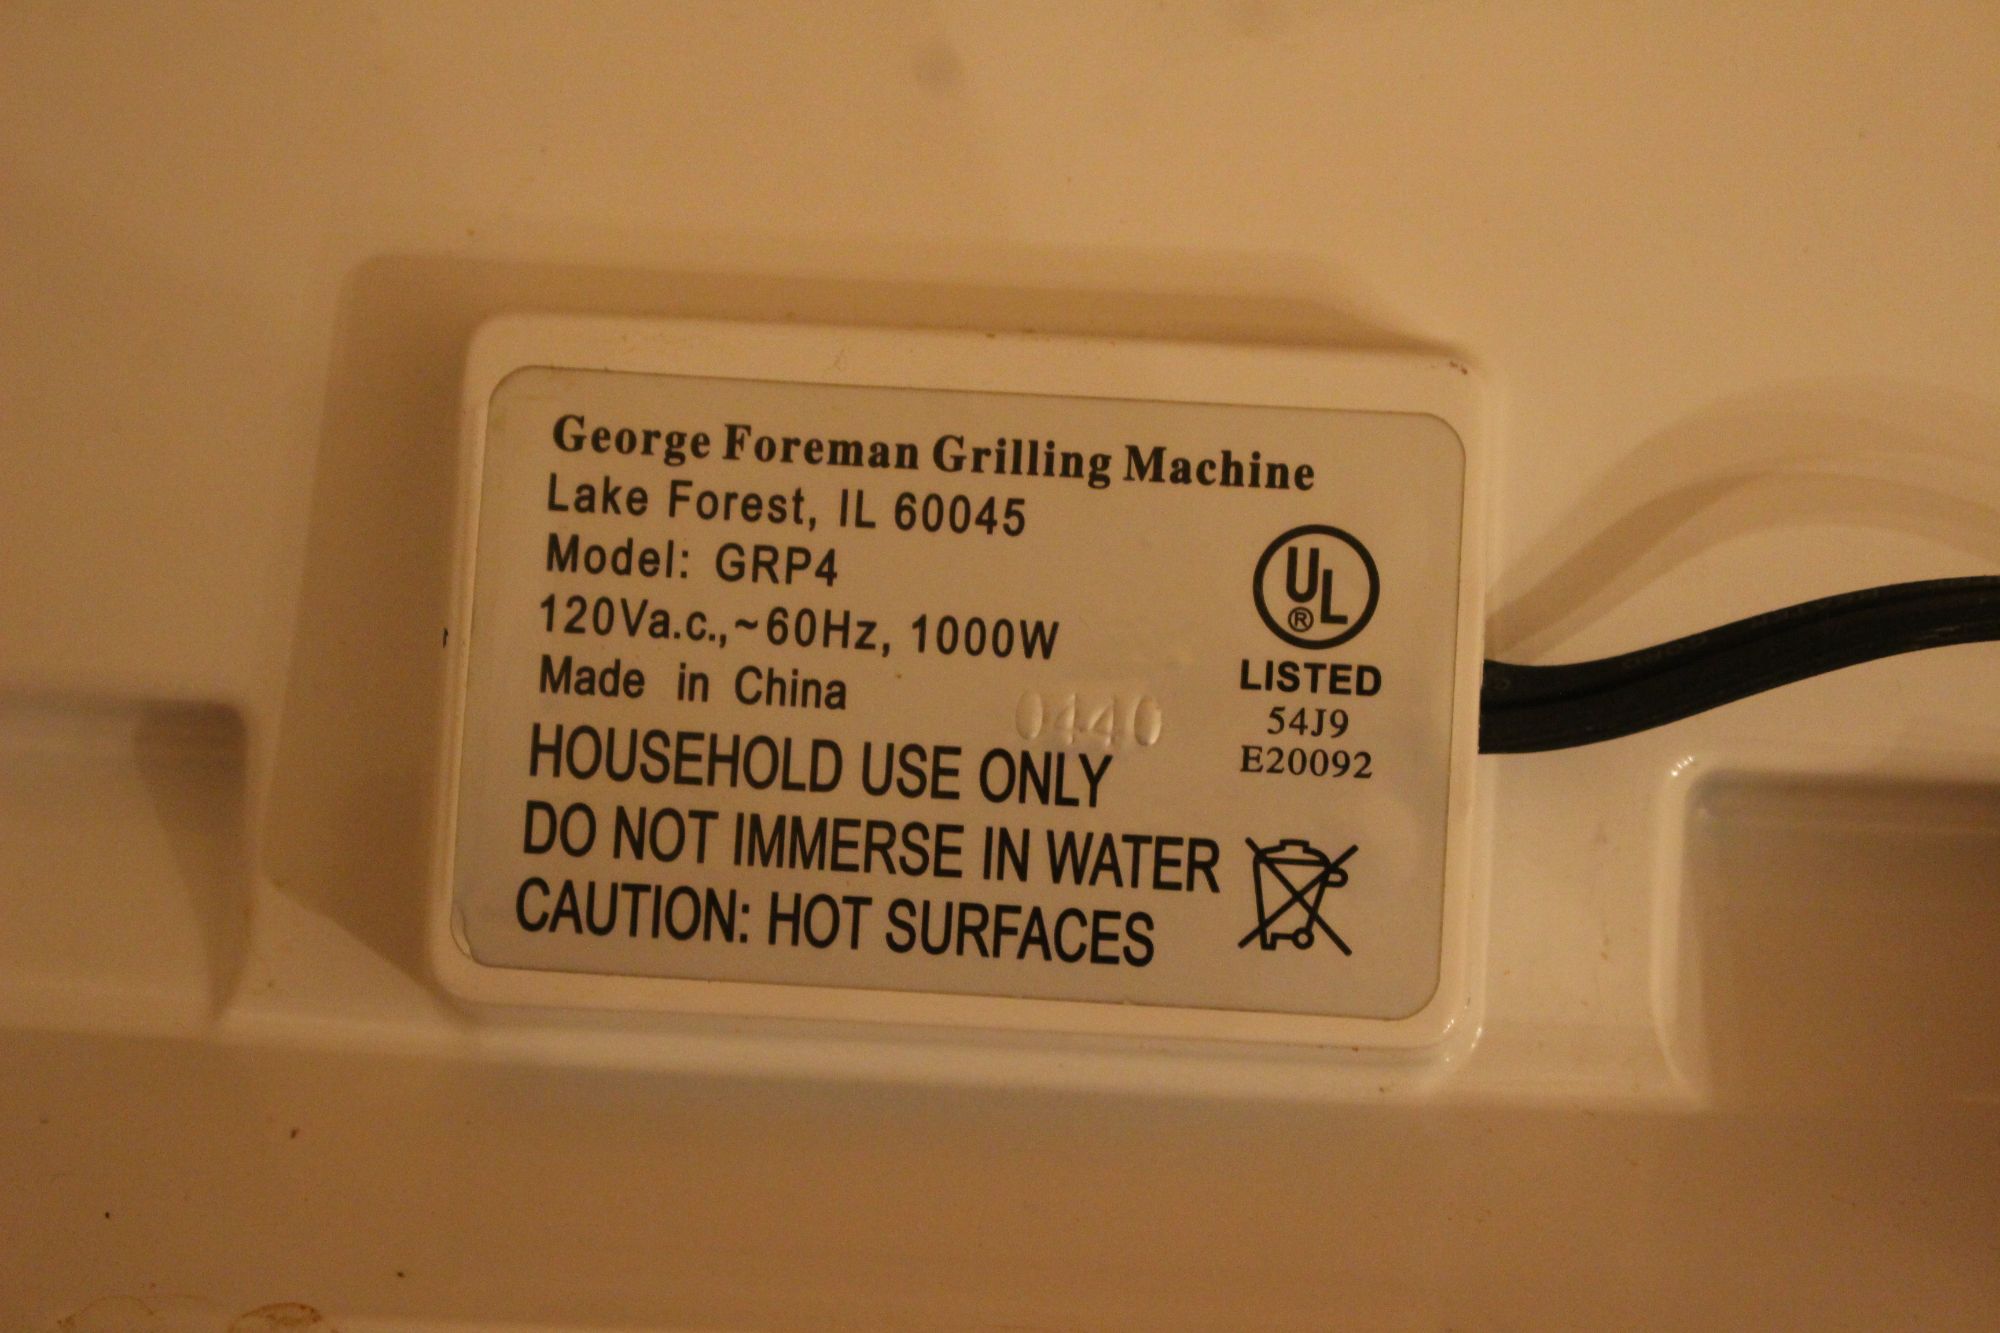 George Foreman Grilling Machine
Lake Forest, IL 60045
Model: GRP4
120Va.c.,~60Hz, 1000W
Made in China
0440
HOUSEHOLD USE ONLY
DO NOT IMMERSE IN WATER
CAUTION: HOT SURFACES
UL
®
LISTED
54J9
E20092